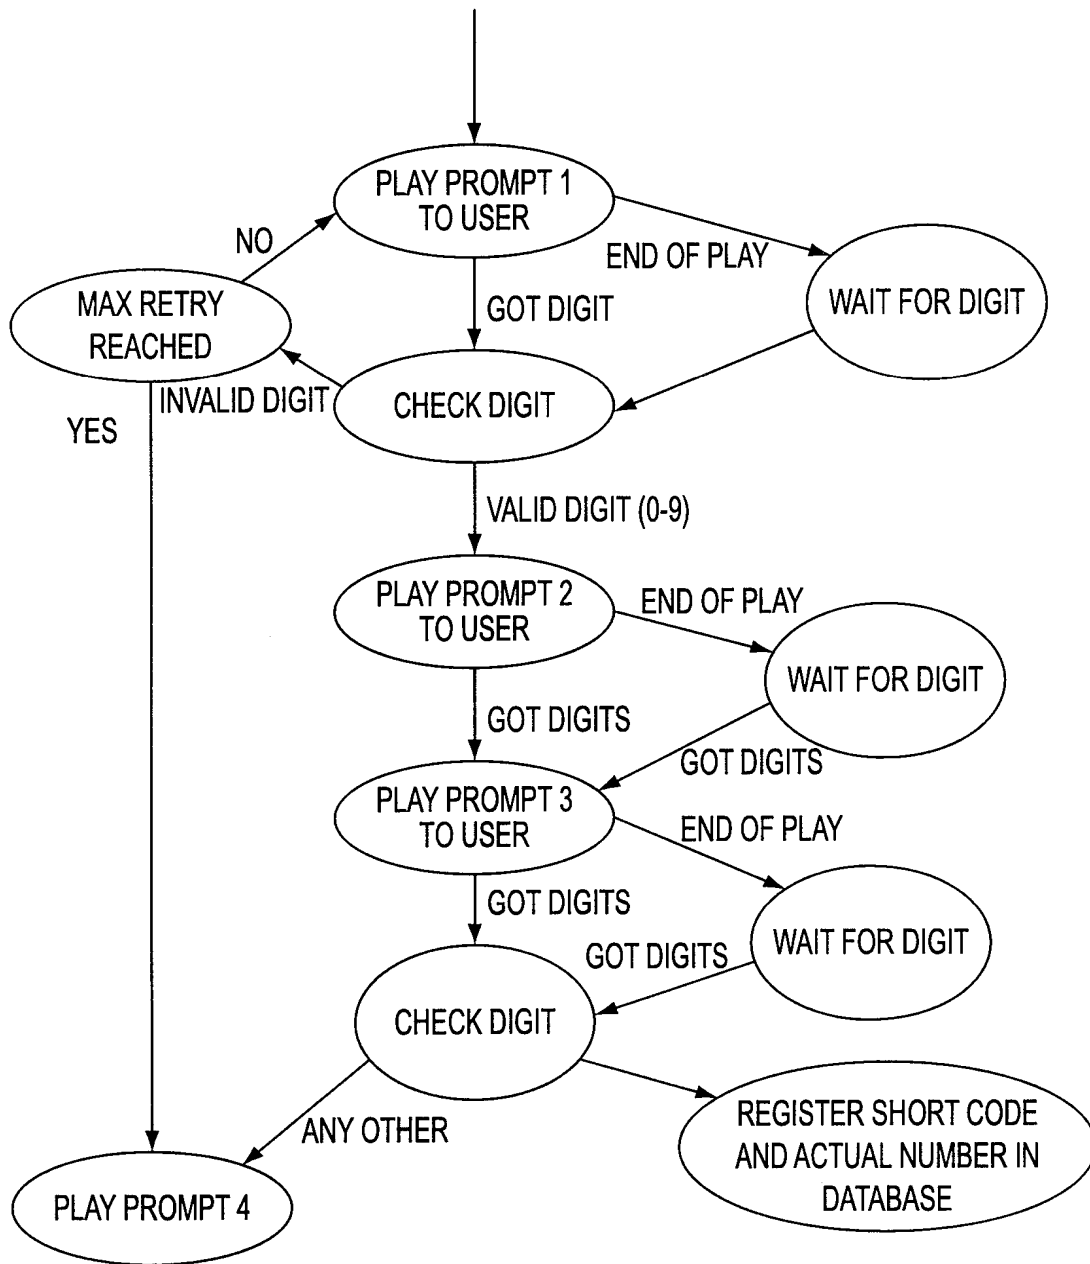 PLAY PROMPT 1
TO USER
NO
END OF PLAY
MAX RETRY
REACHED
GOT DIGIT
WAIT FOR DIGIT
INVALID DIGIT
CHECK DIGIT
YES
VALID DIGIT (0-9)
PLAY PROMPT 2
TO USER
END OF PLAY
WAIT FOR DIGIT
GOT DIGITS
GOT DIGITS
PLAY PROMPT 3
TO USER
END OF PLAY
GOT DIGITS
WAIT FOR DIGIT
GOT DIGITS
CHECK DIGIT
ANY OTHER
REGISTER SHORT CODE
AND ACTUAL NUMBER IN
DATABASE
PLAY PROMPT 4